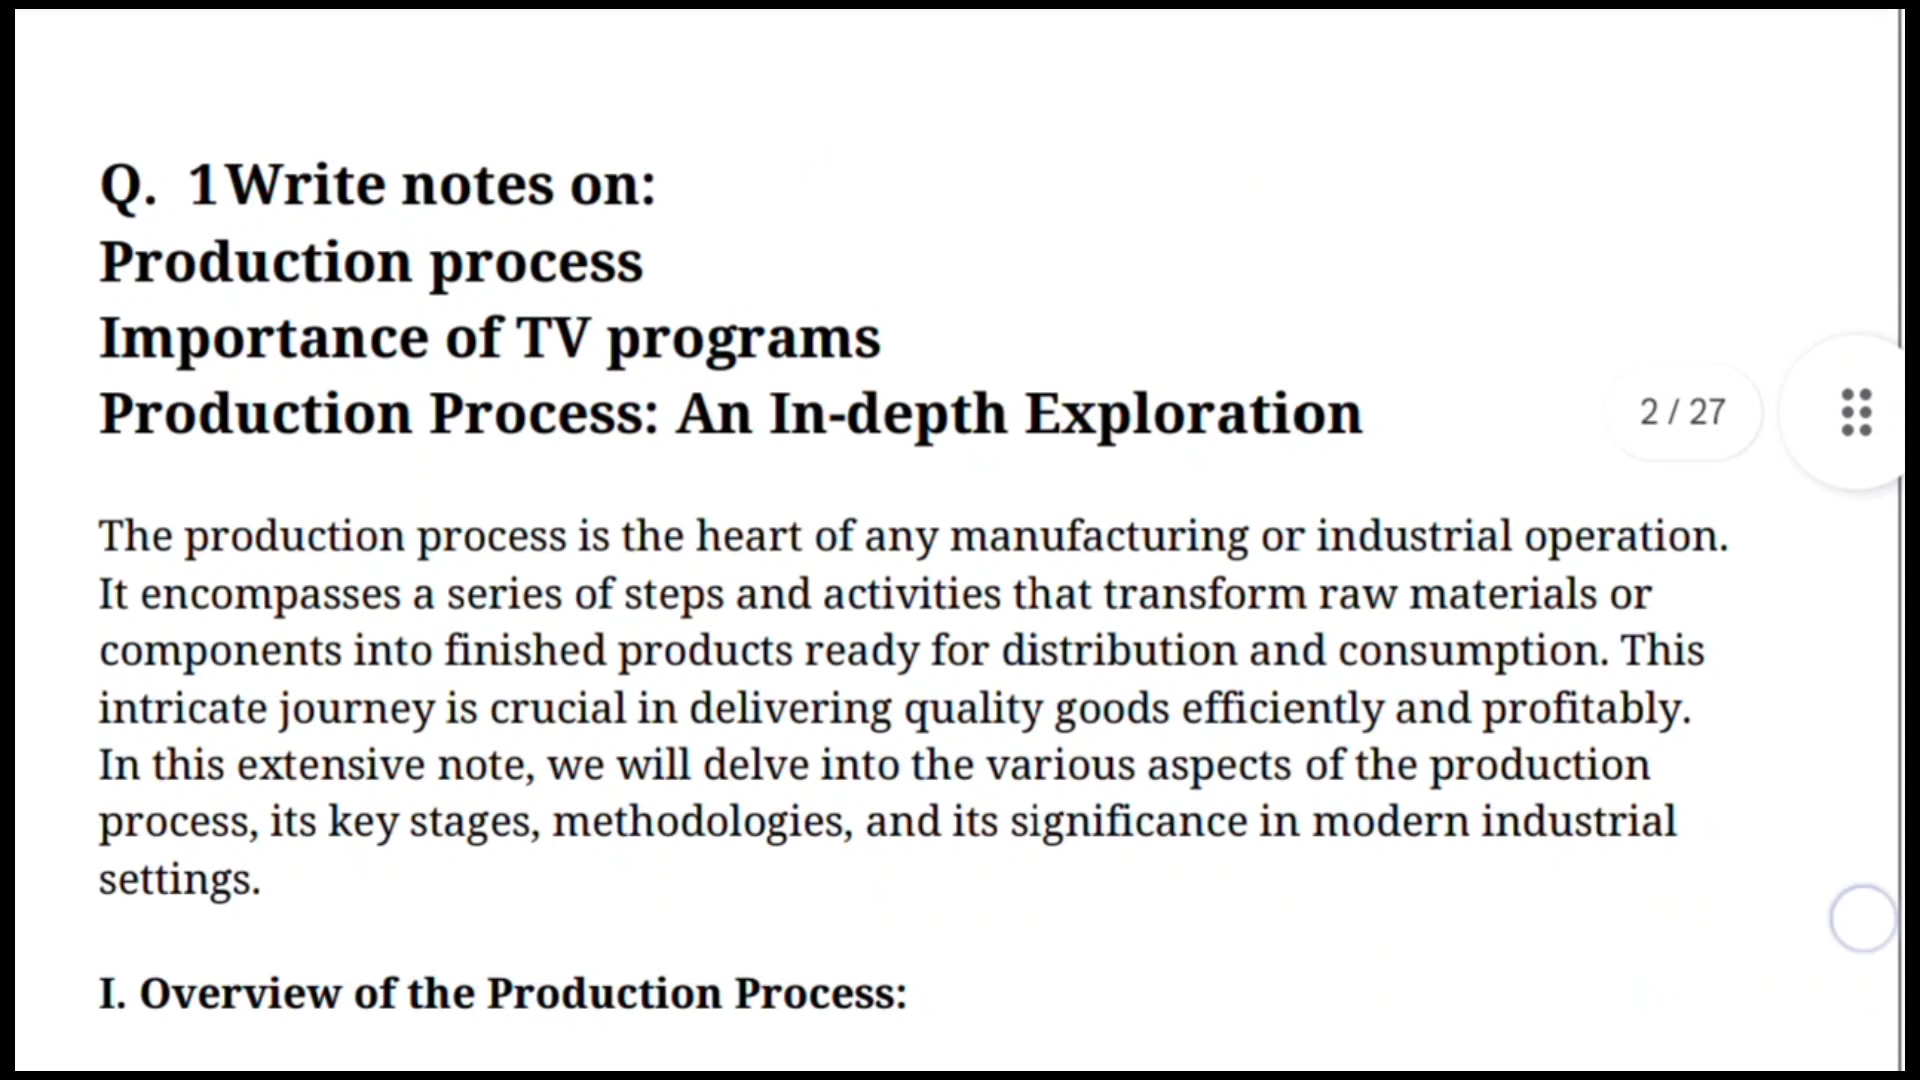 Q. 1 Write notes on:
Production process
Importance of TV programs
Production Process: An In-depth Exploration
2 / 27
The production process is the heart of any manufacturing or industrial operation.
It encompasses a series of steps and activities that transform raw materials or
components into finished products ready for distribution and consumption. This
intricate journey is crucial in delivering quality goods efficiently and profitably.
In this extensive note, we will delve into the various aspects of the production
process, its key stages, methodologies, and its significance in modern industrial
settings.
I. Overview of the Production Process: